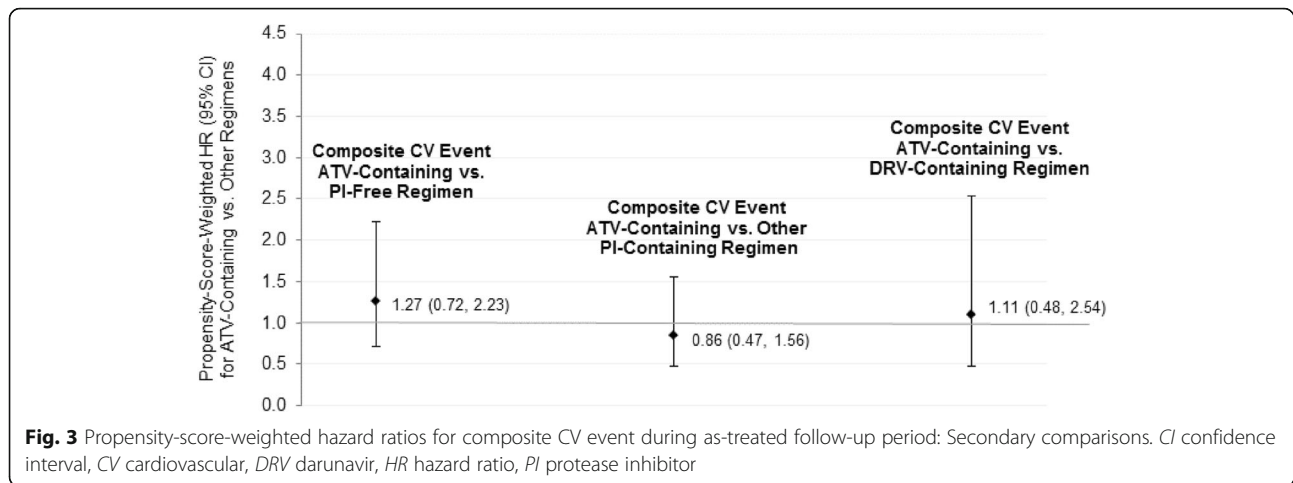 Propensity-Score-Weighted HR (95% CI)
for ATV-Containing vs. Other Regimens
4.5
4.0
3.5
3.0
2.5
2.0
1.5
1.0
0.5
0.0
Composite CV Event
ATV-Containing vs.
PI-Free Regimen
1.27 (0.72, 2.23)
Composite CV Event
ATV-Containing vs. Other
PI-Containing Regimen
0.86 (0.47, 1.56)
Composite CV Event
ATV-Containing vs.
DRV-Containing Regimen
1.11 (0.48, 2.54)
Fig. 3 Propensity-score-weighted hazard ratios for composite CV event during as-treated follow-up period: Secondary comparisons. CI confidence
interval, CV cardiovascular, DRV darunavir, HR hazard ratio, PI protease inhibitor